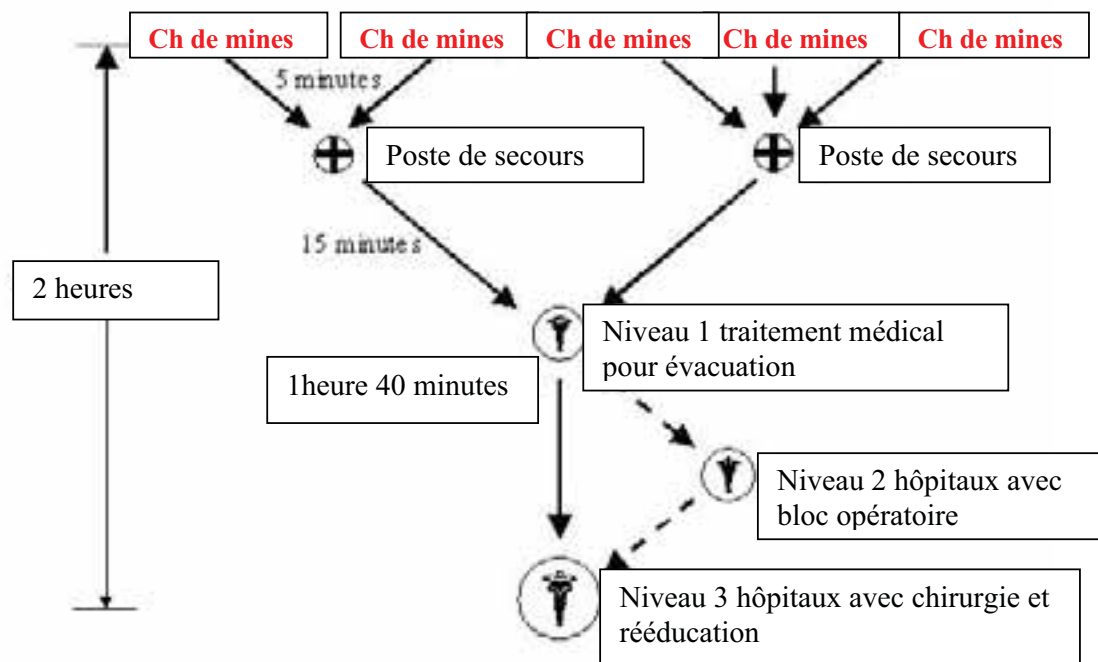 Ch de mines
Ch de mines
Ch de mines
Ch de mines
Ch de mines
5 minutes
Poste de secours
Poste de secours
15 minutes
2 heures
Niveau 1 traitement médical
pour évacuation
1heure 40 minutes
Niveau 2 hôpitaux avec
bloc opératoire
Niveau 3 hôpitaux avec chirurgie et
rééducation